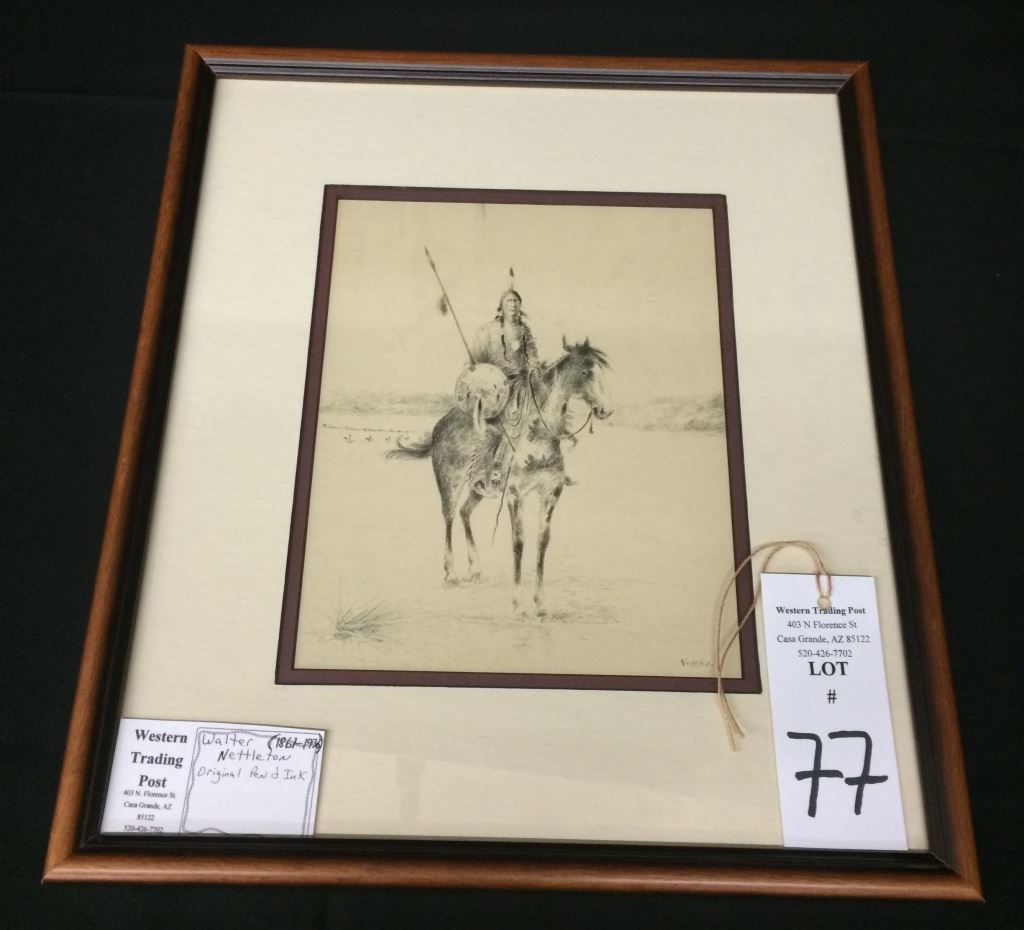 Western Trading Post
403 N Florence St
Casa Grande, AZ 85122
520-426-7702
LOT
#
77
Western
Trading
Post
403 N. Florence St.
Casa Grande, AZ
85122
520-426-7702
Walter (1861-1936)
Nettleton
Original Pen & Ink